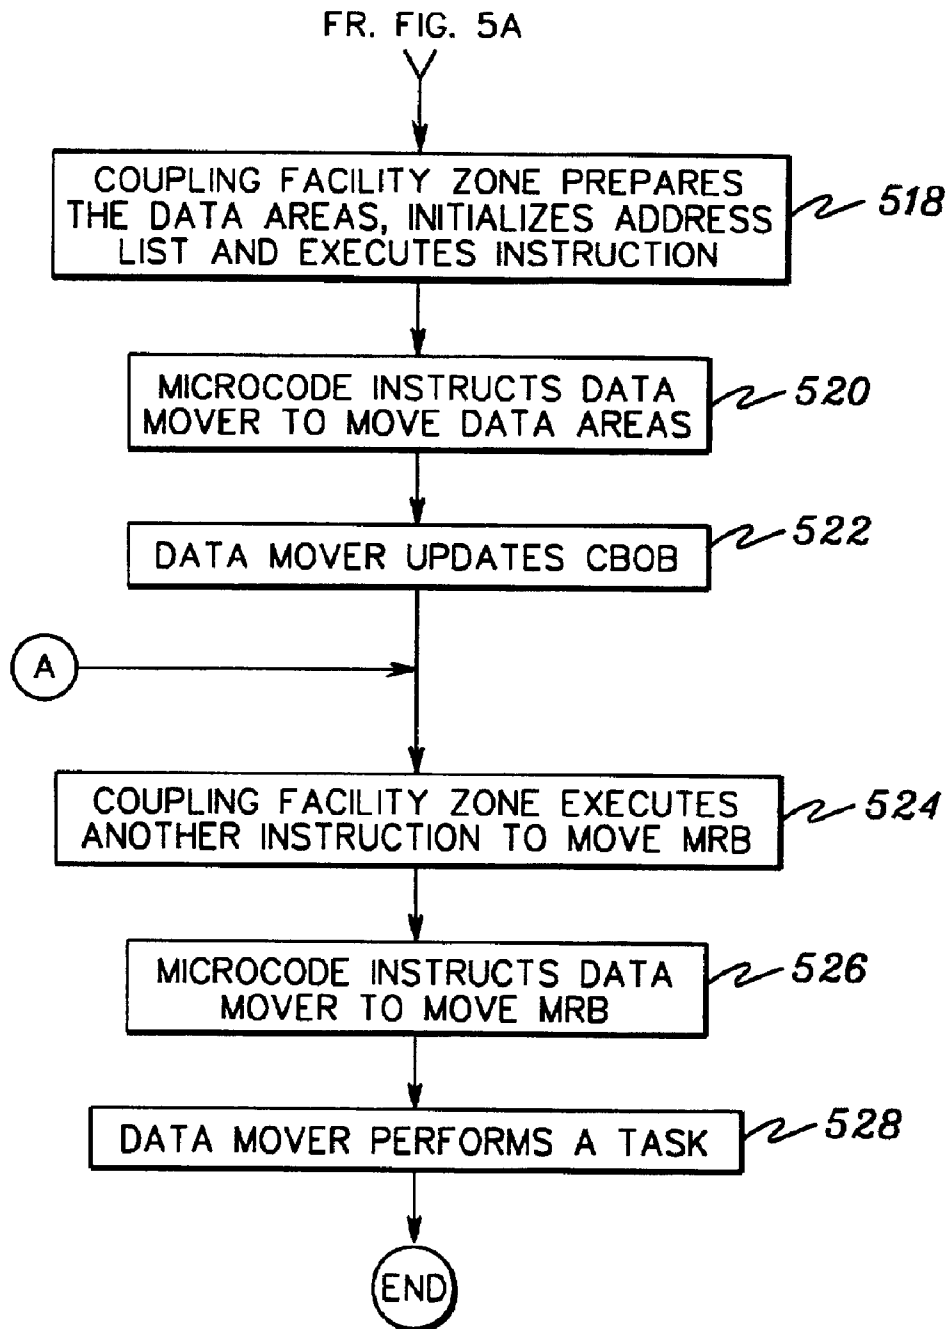 FR. FIG. 5A
COUPLING FACILITY ZONE PREPARES
THE DATA AREAS, INITIALIZES ADDRESS
LIST AND EXECUTES INSTRUCTION
518
MICROCODE INSTRUCTS DATA
MOVER TO MOVE DATA AREAS
520
DATA MOVER UPDATES CBOB
522
A
COUPLING FACILITY ZONE EXECUTES
ANOTHER INSTRUCTION TO MOVE MRB
524
MICROCODE INSTRUCTS DATA
MOVER TO MOVE MRB
526
DATA MOVER PERFORMS A TASK
528
END